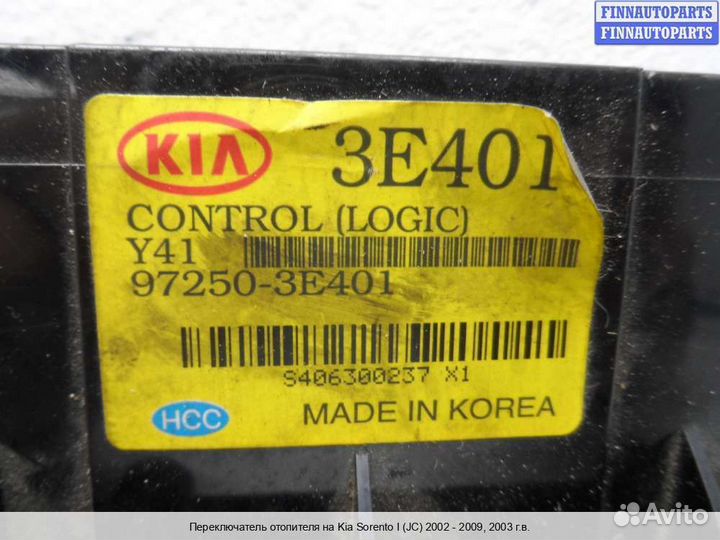 FINNAUTOPARTS
FINNAUTOPARTS
KIA 3E401
CONTROL (LOGIC)
Y41
97250-3E401
S406300237 X1
HCC MADE IN KOREA
Переключатель отопителя на Kia Sorento I (JC) 2002 - 2009, 2003 г.в.
Avito